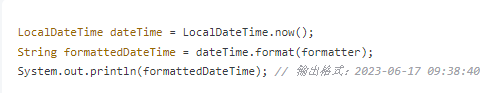 LocalDateTime dateTime = LocalDateTime.now();
String formattedDateTime = dateTime.format(formatter);
System.out.println(formattedDateTime); // 输出格式：2023-06-17 09:38:40